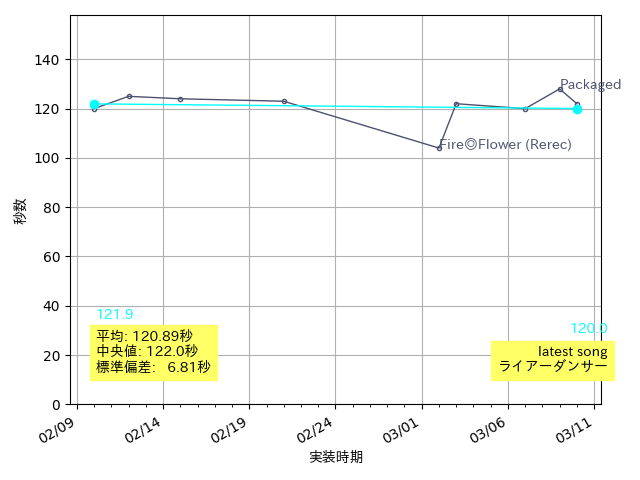 140
120
100
80
60
40
20
0
秒数
Packaged
Fire◎Flower (Rerec)
121.9
120.0
平均: 120.89秒
中央値: 122.0秒
標準偏差: 6.81秒
latest song
ライアーダンサー
02/09
02/14
02/19
02/24
03/01
03/06
03/11
実装時期